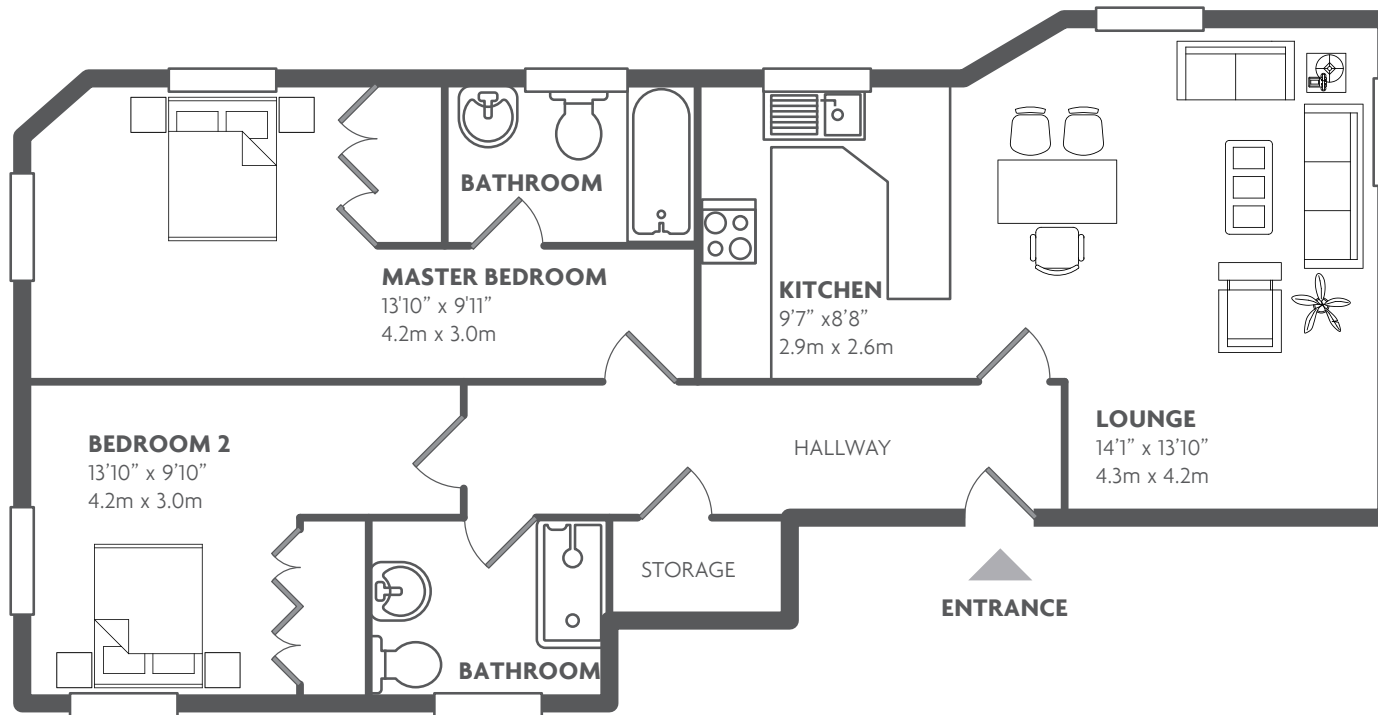 BATHROOM
MASTER BEDROOM
13'10” x 9'11”
4.2m x 3.0m
KITCHEN
9’7” x8’8”
2.9m x 2.6m
LOUNGE
14’1” x 13’10”
4.3m x 4.2m
BEDROOM 2
13’10” x 9’10”
4.2m x 3.0m
HALLWAY
STORAGE
ENTRANCE
BATHROOM